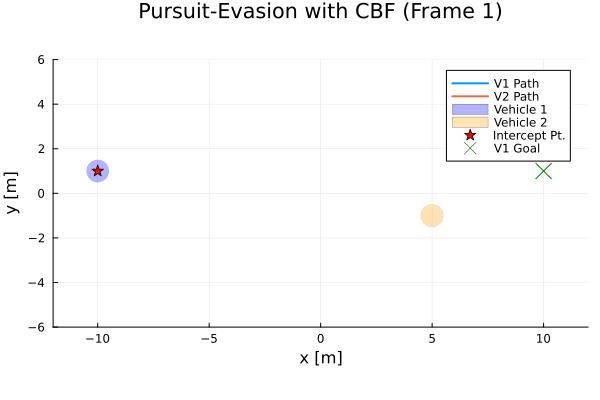 Pursuit-Evasion with CBF (Frame 1)
6
4
2
0
−2
−4
−6
y [m]
V1 Path
V2 Path
Vehicle 1
Vehicle 2
Intercept Pt.
V1 Goal
−10
−5
0
5
10
x [m]